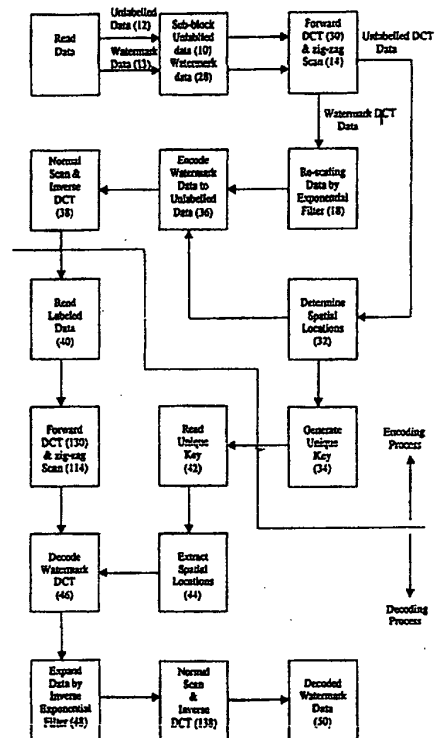 Unlabelled
Data (12)
Read
Data
Watermark
Data (13)
Sub-block
Unlablled
data (10)
Watermark
data (28)
Forward
DCT (30)
& zig-zag
Scan (14)
Unlabelled DCT
Data
Watermark DCT
Data
Normal
Scan &
Inverse
DCT
(38)
Encode
Watermark
Data to
Unlabelled
Data (36)
Re-scaling
Data by
Exponential
Filter (18)
Read
Labeled
Data
(40)
Determine
Spatial
Locations
(32)
Forward
DCT (130)
& zig-zag
Scan (114)
Read
Unique
Key
(42)
Generate
Unique
Key
(34)
Encoding
Process
Decode
Watermark
DCT
(46)
Extract
Spatial
Locations
(44)
Decoding
Process
Expand
Data by
Inverse
Exponential
Filter (48)
Normal
Scan
&
Inverse
DCT (138)
Decoded
Watermark
Data
(50)